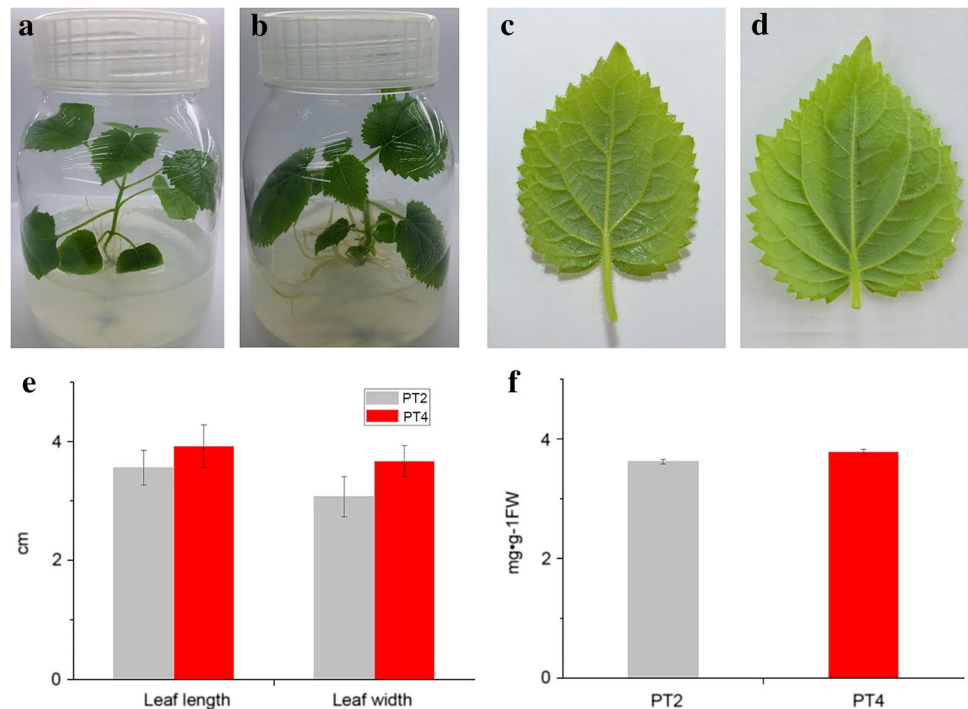 a
b
c
d
e
PT2
PT4
cm
4
2
0
Leaf length
Leaf width
f
mg•g-1FW
4
2
0
PT2
PT4